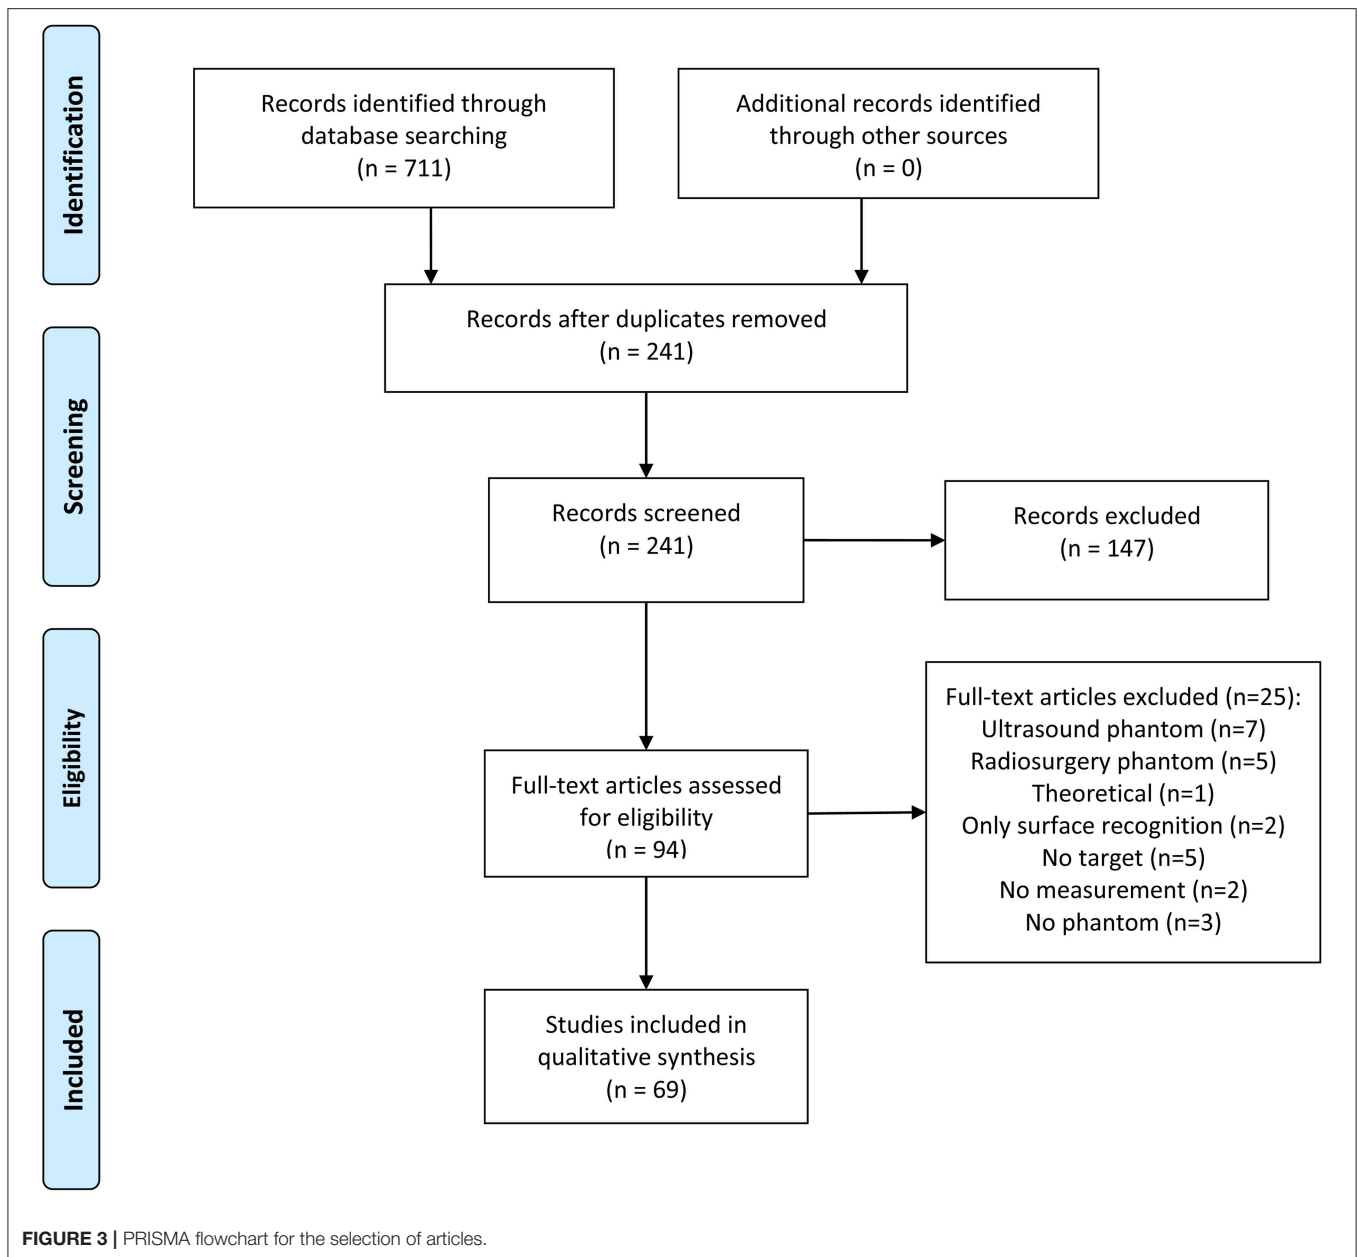 Identification
Records identified through
database searching
(n = 711)
Additional records identified
through other sources
(n = 0)
Records after duplicates removed
(n = 241)
Screening
Records screened
(n = 241)
Records excluded
(n = 147)
Eligibility
Full-text articles assessed
for eligibility
(n = 94)
Full-text articles excluded (n=25):
Ultrasound phantom (n=7)
Radiosurgery phantom (n=5)
Theoretical (n=1)
Only surface recognition (n=2)
No target (n=5)
No measurement (n=2)
No phantom (n=3)
Included
Studies included in
qualitative synthesis
(n = 69)
FIGURE 3 | PRISMA flowchart for the selection of articles.